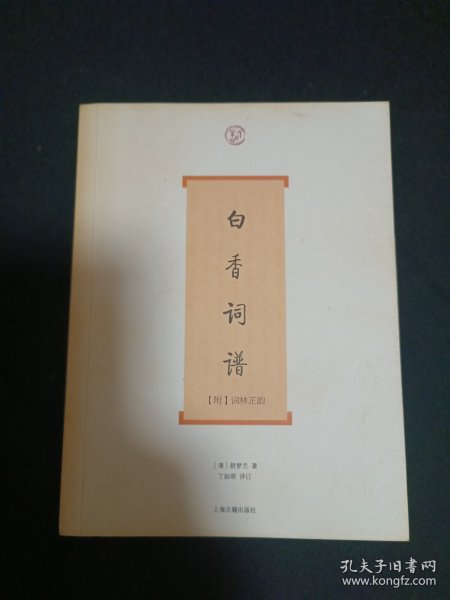 白香词谱
【附】词林正韵
［清］舒梦兰 著
丁如明 评订
上海古籍出版社
孔夫子旧书网
www.kongfz.com